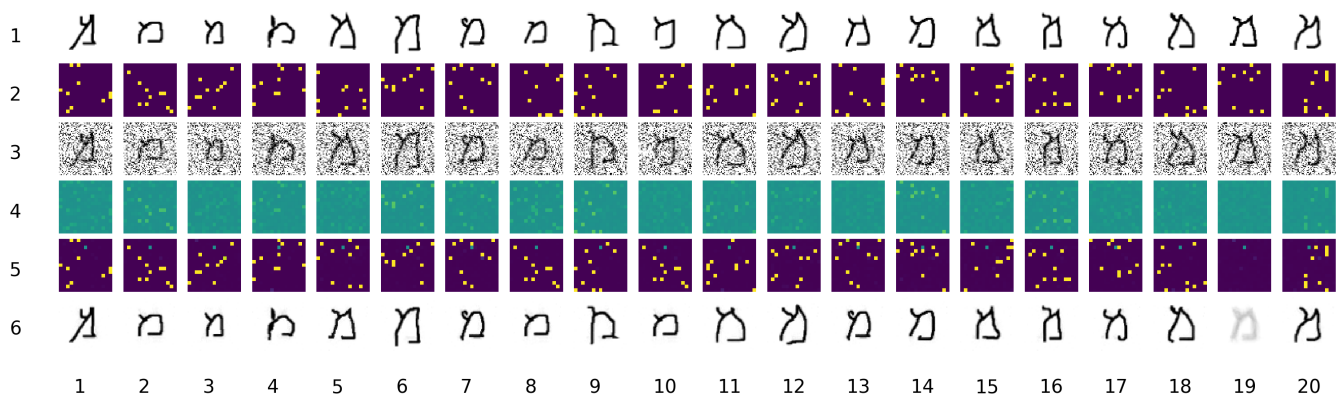 1 מ מ מ מ מ מ מ מ מ מ מ מ מ מ מ מ מ מ מ מ
2
3 מ מ מ מ מ מ מ מ מ מ מ מ מ מ מ מ מ מ מ מ
4
5
6 מ מ מ מ מ מ מ מ מ מ מ מ מ מ מ מ מ מ מ מ
1 2 3 4 5 6 7 8 9 10 11 12 13 14 15 16 17 18 19 20